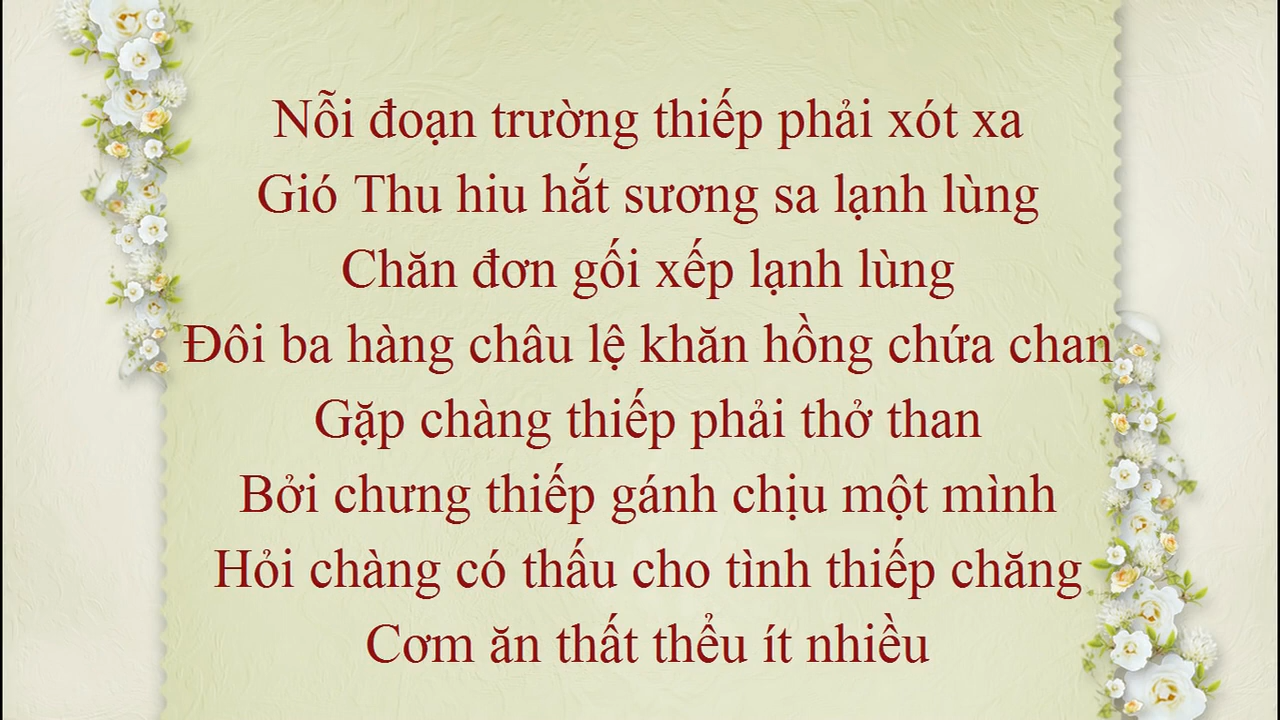 Nỗi đoạn trường thiếp phải xót xa
Gió Thu hiu hắt sương sa lạnh lùng
Chăn đơn gối xếp lạnh lùng
Đôi ba hàng châu lệ khăn hồng chứa chan
Gặp chàng thiếp phải thở than
Bởi chưng thiếp gánh chịu một mình
Hỏi chàng có thấu cho tình thiếp chăng
Cơm ăn thất thểu ít nhiều